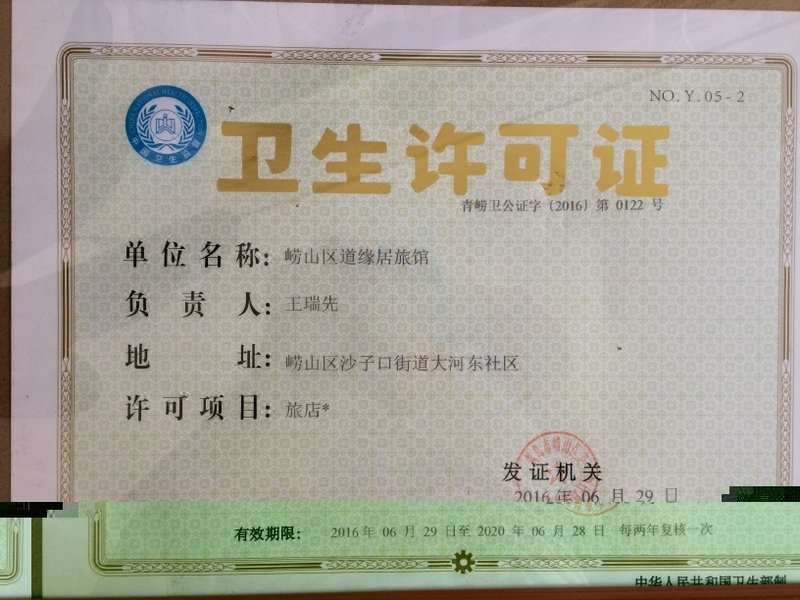 NO.Y.05-2
卫生许可证
青崂卫公证字〔2016〕第 0122 号
单位名称: 崂山区道缘居旅馆
负责人: 王瑞先
地址: 崂山区沙子口街道大河东社区
许可项目: 旅店*
发证机关
2016 年 06 月 29 日
有效期限: 2016年 06 月 29 日至 2020 年 06 月 28 日 每两年复核一次
中华人民共和国卫生部制